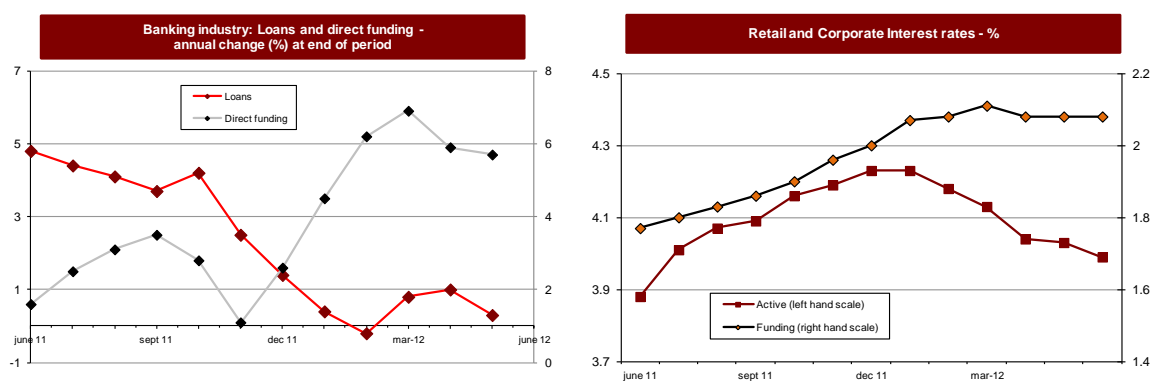 Banking industry: Loans and direct funding -
annual change (%) at end of period
7
5
3
1
-1
8
6
4
2
0
Loans
Direct funding
june 11
sept 11
dec 11
mar-12
june 12
Retail and Corporate Interest rates - %
4.5
4.3
4.1
3.9
3.7
2.2
2
1.8
1.6
1.4
Active (left hand scale)
Funding (right hand scale)
june 11
sept 11
dec 11
mar-12